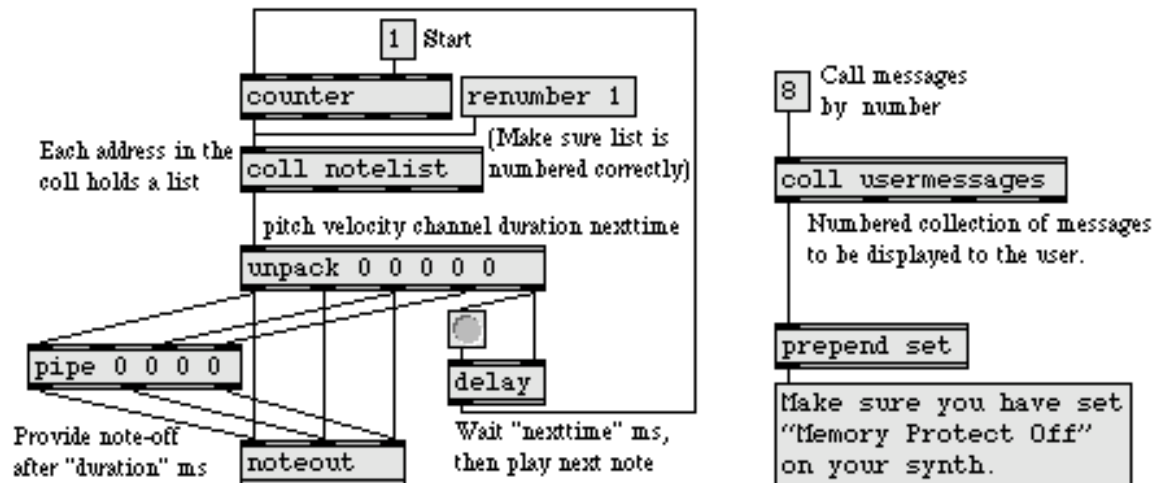 1 Start
counter
renumber 1
Each address in the
coll holds a list
coll notelist
(Make sure list is
numbered correctly)
pitch velocity channel duration nexttime
unpack 0 0 0 0 0
pipe 0 0 0 0
delay
Provide note-off
after "duration" ms
noteout
Wait "nexttime" ms,
then play next note
8
Call messages
by number
coll usermessages
Numbered collection of messages
to be displayed to the user.
prepend set
Make sure you have set
“Memory Protect Off”
on your synth.